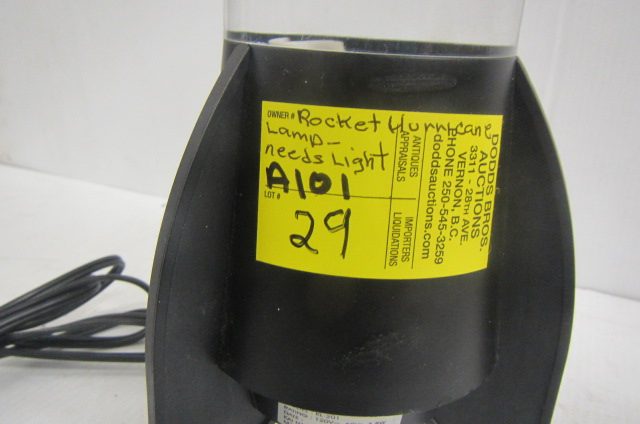 OWNER # Rocket Hurricane
Lamp-
needs Light
A101
LOT #
29
ANTIQUES
APPRAISALS
IMPORTERS
LIQUIDATIONS
DODDS BROS.
AUCTIONS
3311 - 28TH AVE.
VERNON, B.C.
PHONE 250-545-3259
doddsauctions.com